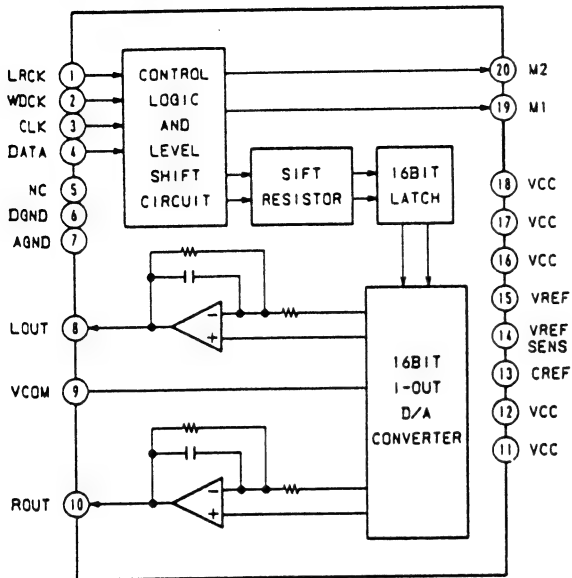 LRCK 1
WDCK 2
CLK 3
DATA 4
NC 5
DGND 6
AGND 7
LOUT 8
VCOM 9
ROUT 10
CONTROL
LOGIC
AND
LEVEL
SHIFT
CIRCUIT
SIFT
RESISTOR
16BIT
LATCH
16BIT
I-OUT
D/A
CONVERTER
-
+
-
+
20 M2
19 M1
18 VCC
17 VCC
16 VCC
15 VREF
14 VREF
SENS
13 CREF
12 VCC
11 VCC